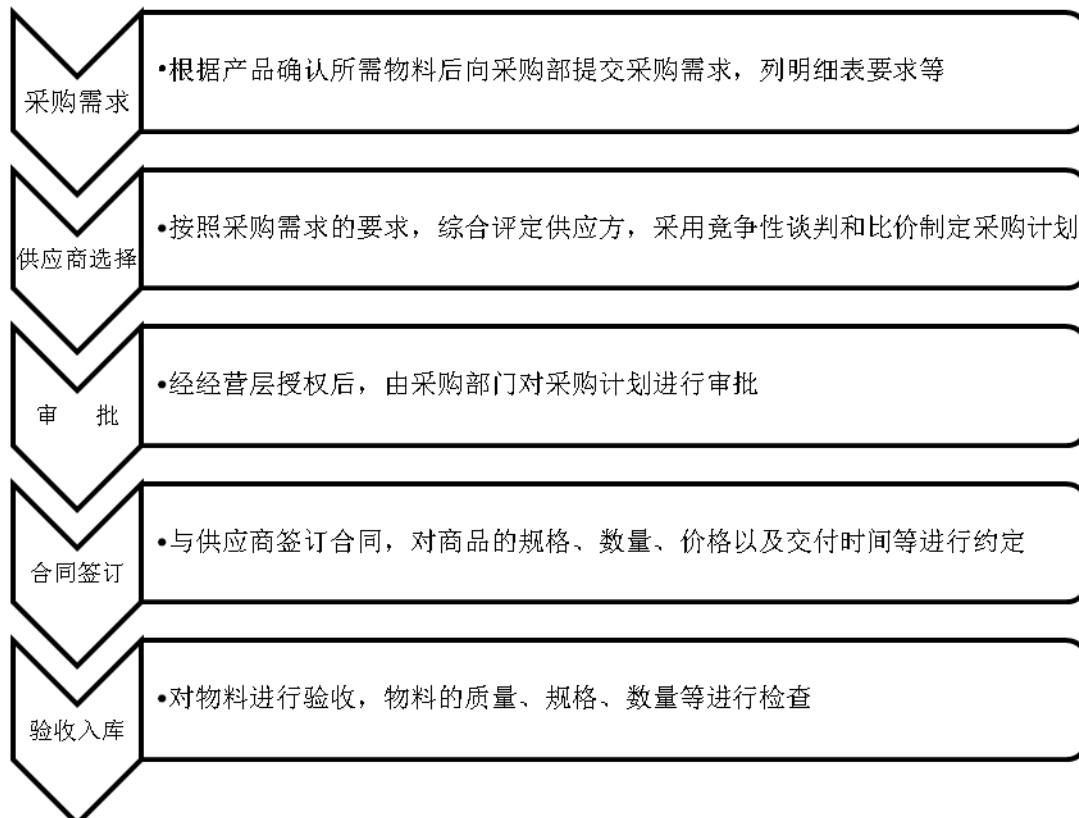 采购需求
•根据产品确认所需物料后向采购部提交采购需求，列明细表要求等
供应商选择
•按照采购需求的要求，综合评定供应方，采用竞争性谈判和比价制定采购计划
审 批
•经经营层授权后，由采购部门对采购计划进行审批
合同签订
•与供应商签订合同，对商品的规格、数量、价格以及交付时间等进行约定
验收入库
•对物料进行验收，物料的质量、规格、数量等进行检查